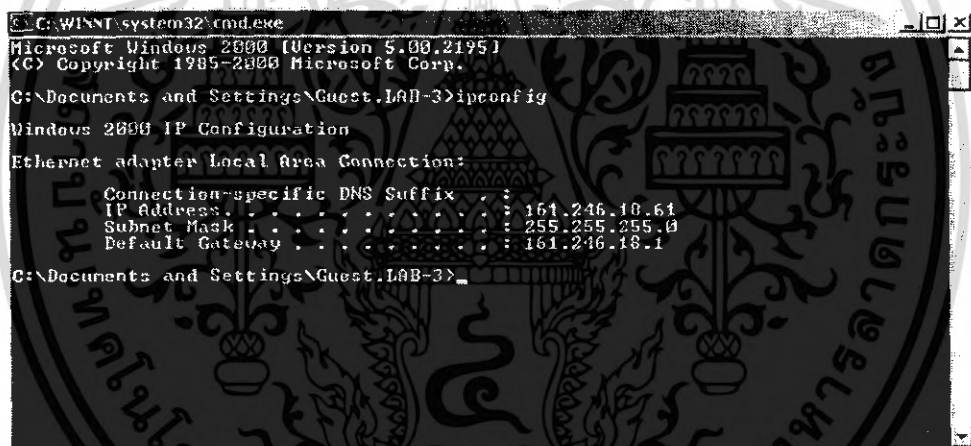 C:\WINNT\system32\cmd.exe
Microsoft Windows 2000 [Version 5.00.2195]
(C) Copyright 1985-2000 Microsoft Corp.
C:\Documents and Settings\Guest.LAB-3>ipconfig
Windows 2000 IP Configuration
Ethernet adapter Local Area Connection:
Connection-specific DNS Suffix . :
IP Address. . . . . . . . . . . . : 161.246.18.61
Subnet Mask . . . . . . . . . . . : 255.255.255.0
Default Gateway . . . . . . . . . : 161.246.18.1
C:\Documents and Settings\Guest.LAB-3>_